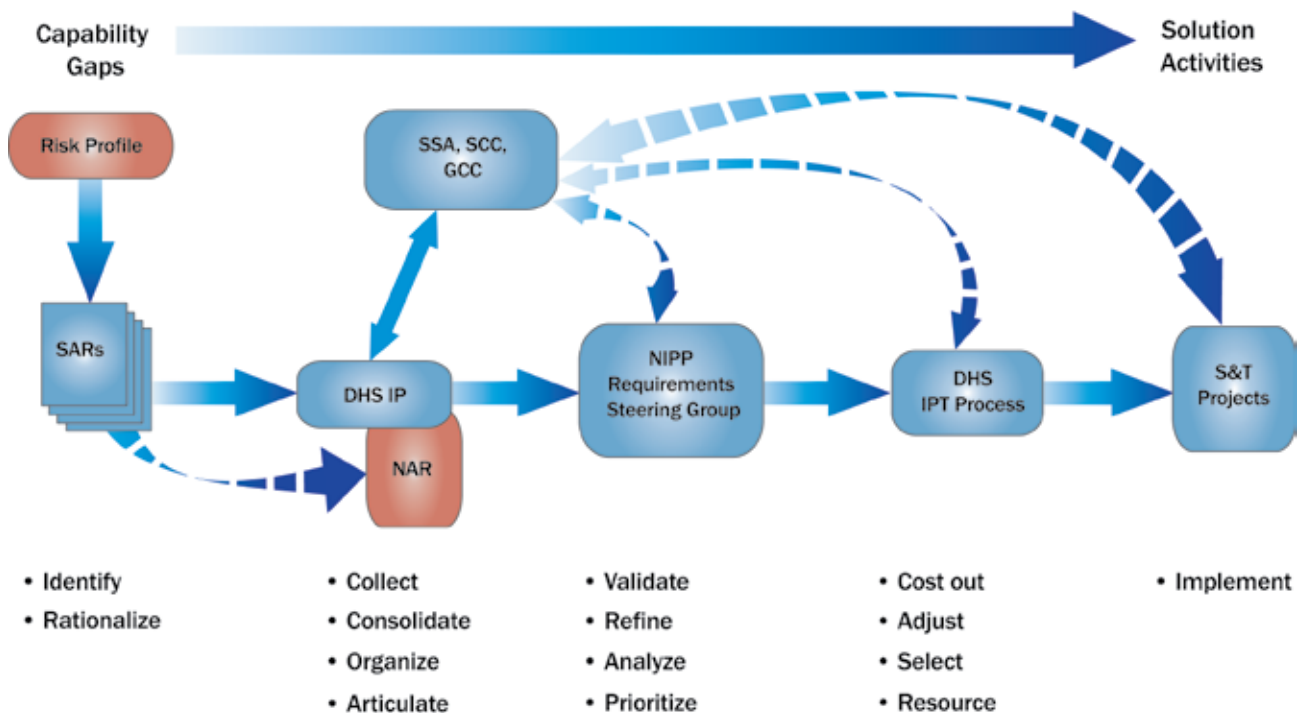 Capability
Gaps
Solution
Activities
Risk Profile
SSA, SCC,
GCC
SARs
DHS IP
NAR
NIPP
Requirements
Steering Group
DHS
IPT Process
S&T
Projects
• Identify
• Rationalize
• Collect
• Consolidate
• Organize
• Articulate
• Validate
• Refine
• Analyze
• Prioritize
• Cost out
• Adjust
• Select
• Resource
• Implement